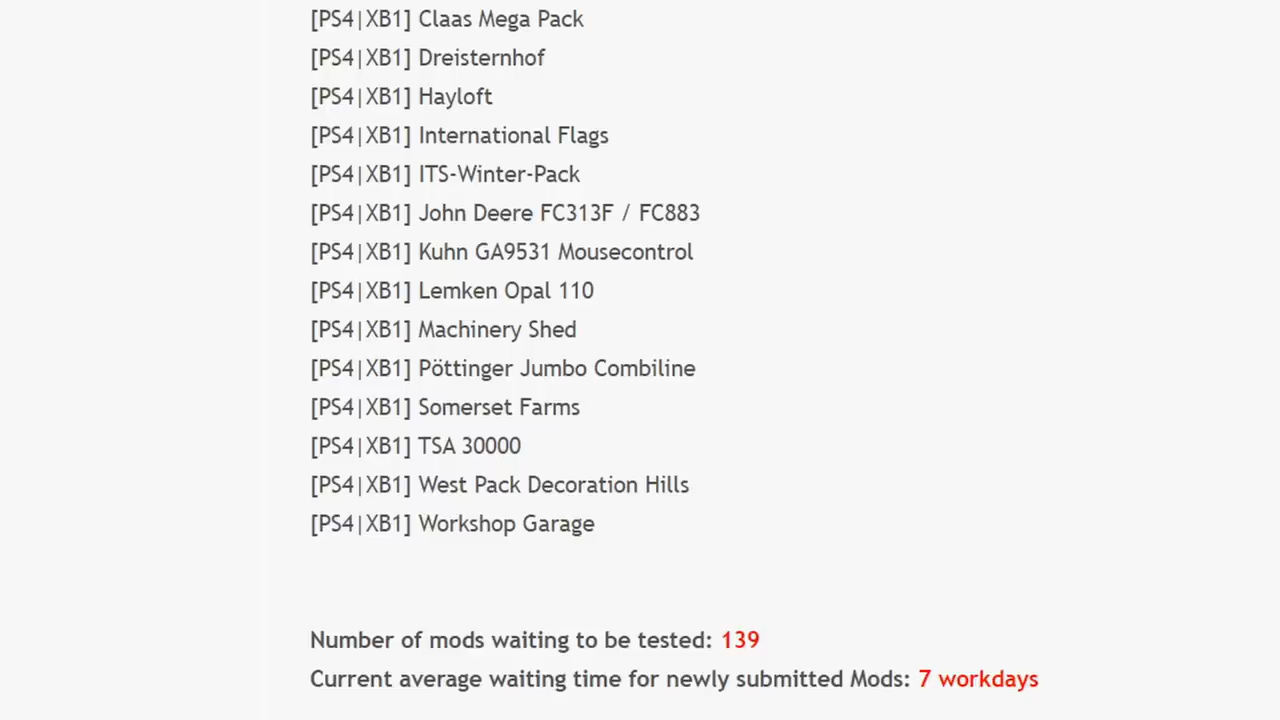 [PS4|XB1] Claas Mega Pack
[PS4|XB1] Dreisternhof
[PS4|XB1] Hayloft
[PS4|XB1] International Flags
[PS4|XB1] ITS-Winter-Pack
[PS4|XB1] John Deere FC313F / FC883
[PS4|XB1] Kuhn GA9531 Mousecontrol
[PS4|XB1] Lemken Opal 110
[PS4|XB1] Machinery Shed
[PS4|XB1] Pöttinger Jumbo Combiline
[PS4|XB1] Somerset Farms
[PS4|XB1] TSA 30000
[PS4|XB1] West Pack Decoration Hills
[PS4|XB1] Workshop Garage
Number of mods waiting to be tested: 139
Current average waiting time for newly submitted Mods: 7 workdays